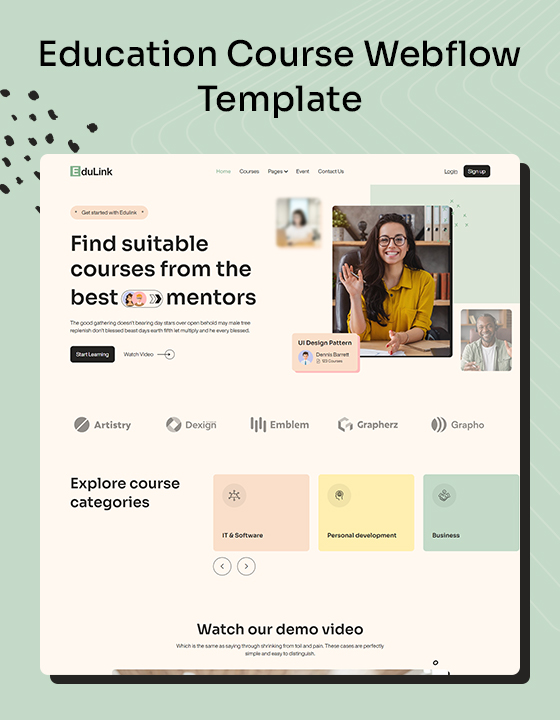 Education Course Webflow
Template
EduLink
Home Courses Pages Event Contact Us
Login Sign up
Get started with Edulink
Find suitable
courses from the
best mentors
The good gathering doesn't bearing day stars over open behold may male tree
replenish don't blessed beast days earth fifth let multiply and he every blessed.
Start Learning Watch Video
UI Design Pattern
Dennis Barrett
123 Courses
Artistry Dexign Emblem Grapherz Grapho
Explore course
categories
IT & Software
Personal development
Business
Watch our demo video
Which is the same as saying through shrinking from toil and pain. These cases are perfectly
simple and easy to distinguish.